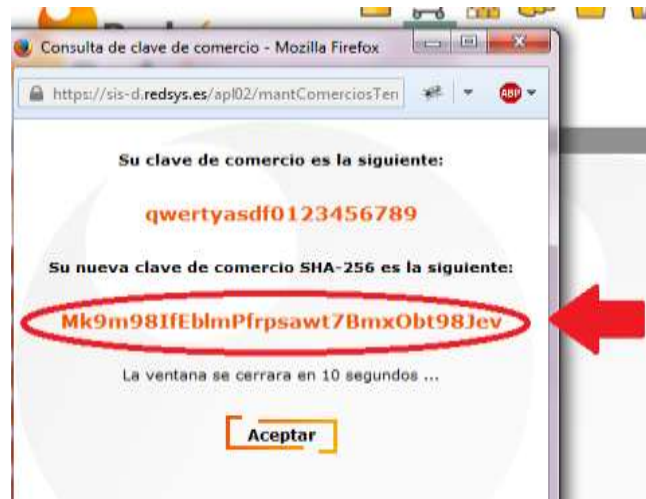 Consulta de clave de comercio - Mozilla Firefox
https://sis-d.redsys.es/apl02/mantComerciosTen
ABP
Su clave de comercio es la siguiente:
qwertyasdf0123456789
Su nueva clave de comercio SHA-256 es la siguiente:
Mk9m98IfEblmPfrpsawt7BmxObt98Jev
La ventana se cerrara en 10 segundos ...
Aceptar